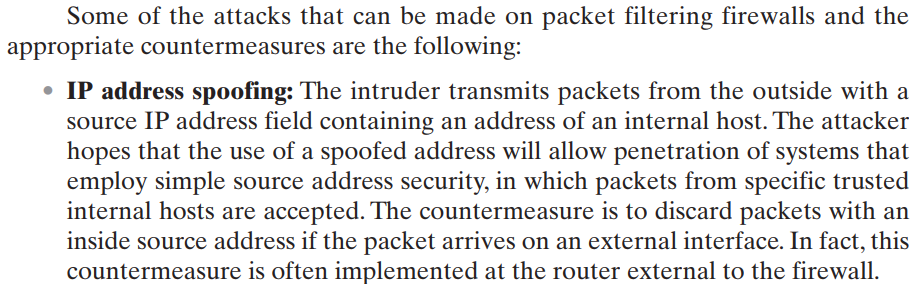 Some of the attacks that can be made on packet filtering firewalls and the
appropriate countermeasures are the following:
• IP address spoofing: The intruder transmits packets from the outside with a
source IP address field containing an address of an internal host. The attacker
hopes that the use of a spoofed address will allow penetration of systems that
employ simple source address security, in which packets from specific trusted
internal hosts are accepted. The countermeasure is to discard packets with an
inside source address if the packet arrives on an external interface. In fact, this
countermeasure is often implemented at the router external to the firewall.